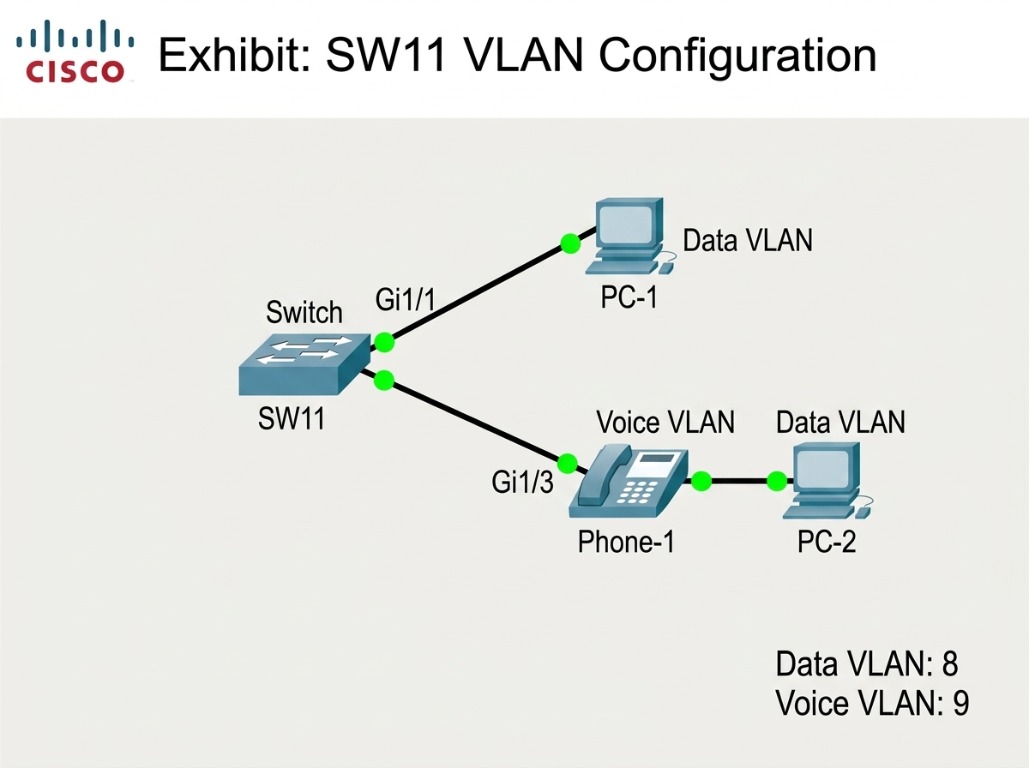 CISCO
Exhibit: SW11 VLAN Configuration
Data VLAN
PC-1
Gi1/1
Switch
SW11
Voice VLAN
Data VLAN
Gi1/3
Phone-1
PC-2
Data VLAN: 8
Voice VLAN: 9